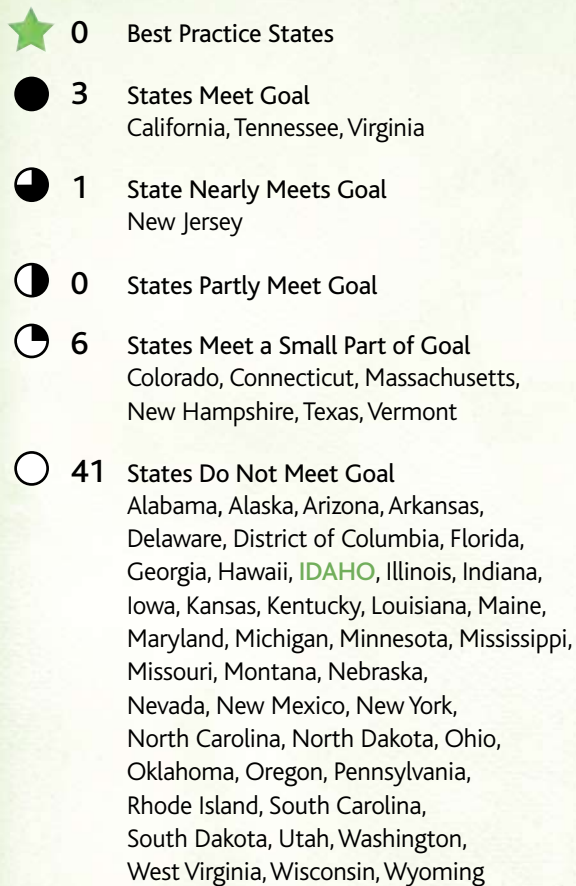 0 Best Practice States
3 States Meet Goal
California, Tennessee, Virginia
1 State Nearly Meets Goal
New Jersey
0 States Partly Meet Goal
6 States Meet a Small Part of Goal
Colorado, Connecticut, Massachusetts,
New Hampshire, Texas, Vermont
41 States Do Not Meet Goal
Alabama, Alaska, Arizona, Arkansas,
Delaware, District of Columbia, Florida,
Georgia, Hawaii, IDAHO, Illinois, Indiana,
Iowa, Kansas, Kentucky, Louisiana, Maine,
Maryland, Michigan, Minnesota, Mississippi,
Missouri, Montana, Nebraska,
Nevada, New Mexico, New York,
North Carolina, North Dakota, Ohio,
Oklahoma, Oregon, Pennsylvania,
Rhode Island, South Carolina,
South Dakota, Utah, Washington,
West Virginia, Wisconsin, Wyoming